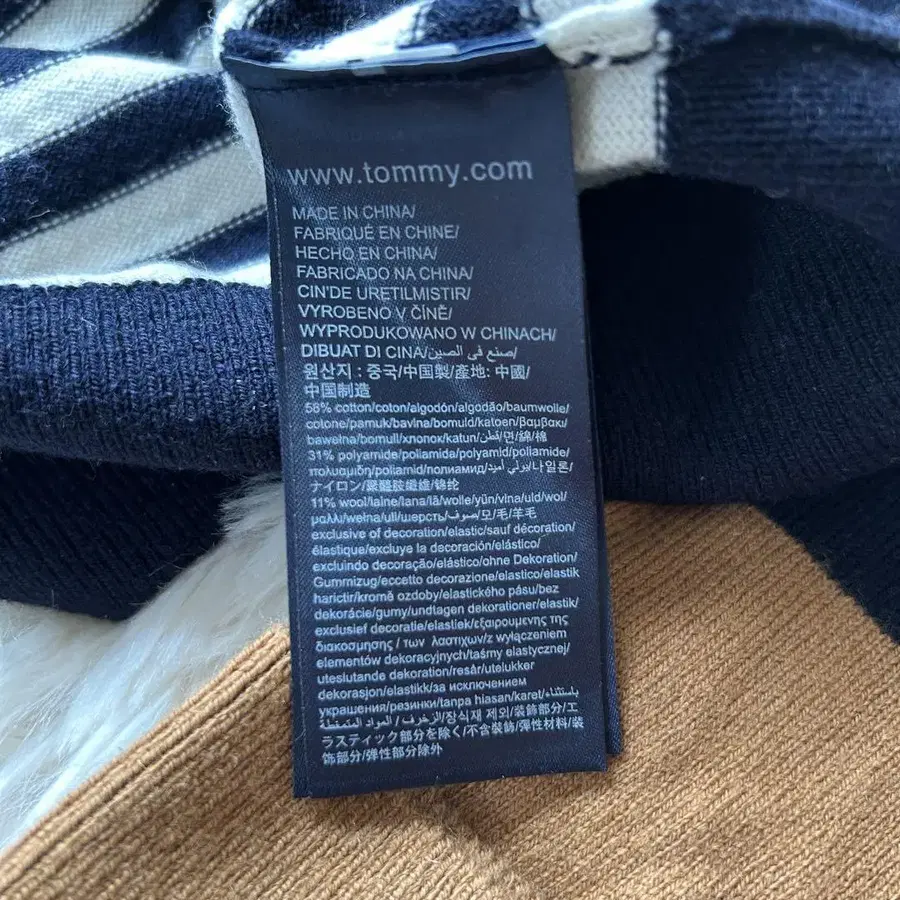 www.tommy.com
MADE IN CHINA/
FABRIQUÉ EN CHINE/
HECHO EN CHINA/
FABRICADO NA CHINA/
CIN'DE URETILMISTIR/
VYROBENO V ČÍNĚ/
WYPRODUKOWANO W CHINACH/
DIBUAT DI CINA/صنع في الصين/
원산지 : 중국/中国製/產地: 中國/
中国制造
58% cotton/coton/algodón/algodão/baumwolle/
cotone/pamuk/bavlna/bomuld/katoen/βαμβακι/
bawełna/bomull/хлопок/katun/قطن/면/綿/棉
31% polyamide/poliamida/polyamid/poliamide/
πολυαμιδη/poliamid/полиамид/بولي أميد/나일론/
ナイロン/聚醯胺纖維/锦纶
11% wool/laine/lana/lã/wolle/yün/vlna/uld/wol/
μαλλι/wełna/ull/шерсть/صوف/모/毛/羊毛
exclusive of decoration/elastic/sauf décoration/
élastique/excluye la decoración/elástico/
excluindo decoração/elástico/ohne Dekoration/
Gummizug/eccetto decorazione/elastico/elastik
harictir/kromě ozdoby/elastického pásu/bez
dekorácie/gumy/undtagen dekorationer/elastik/
exclusief decoratie/elastiek/εξαιρουμενης της
διακοσμησης / των λαστιχων/z wyłączeniem
elementów dekoracyjnych/taśmy elastycznej/
uteslutande dekoration/resår/utelukker
dekorasjon/elastikk/за исключением
украшения/резинки/tanpa hiasan/karet/باستثناء
الزخرف / المواد المتمغطة/장식재 제외/装飾部分/エ
ラスティック部分を除く/不含裝飾/彈性材料/装
饰部分/弹性部分除外